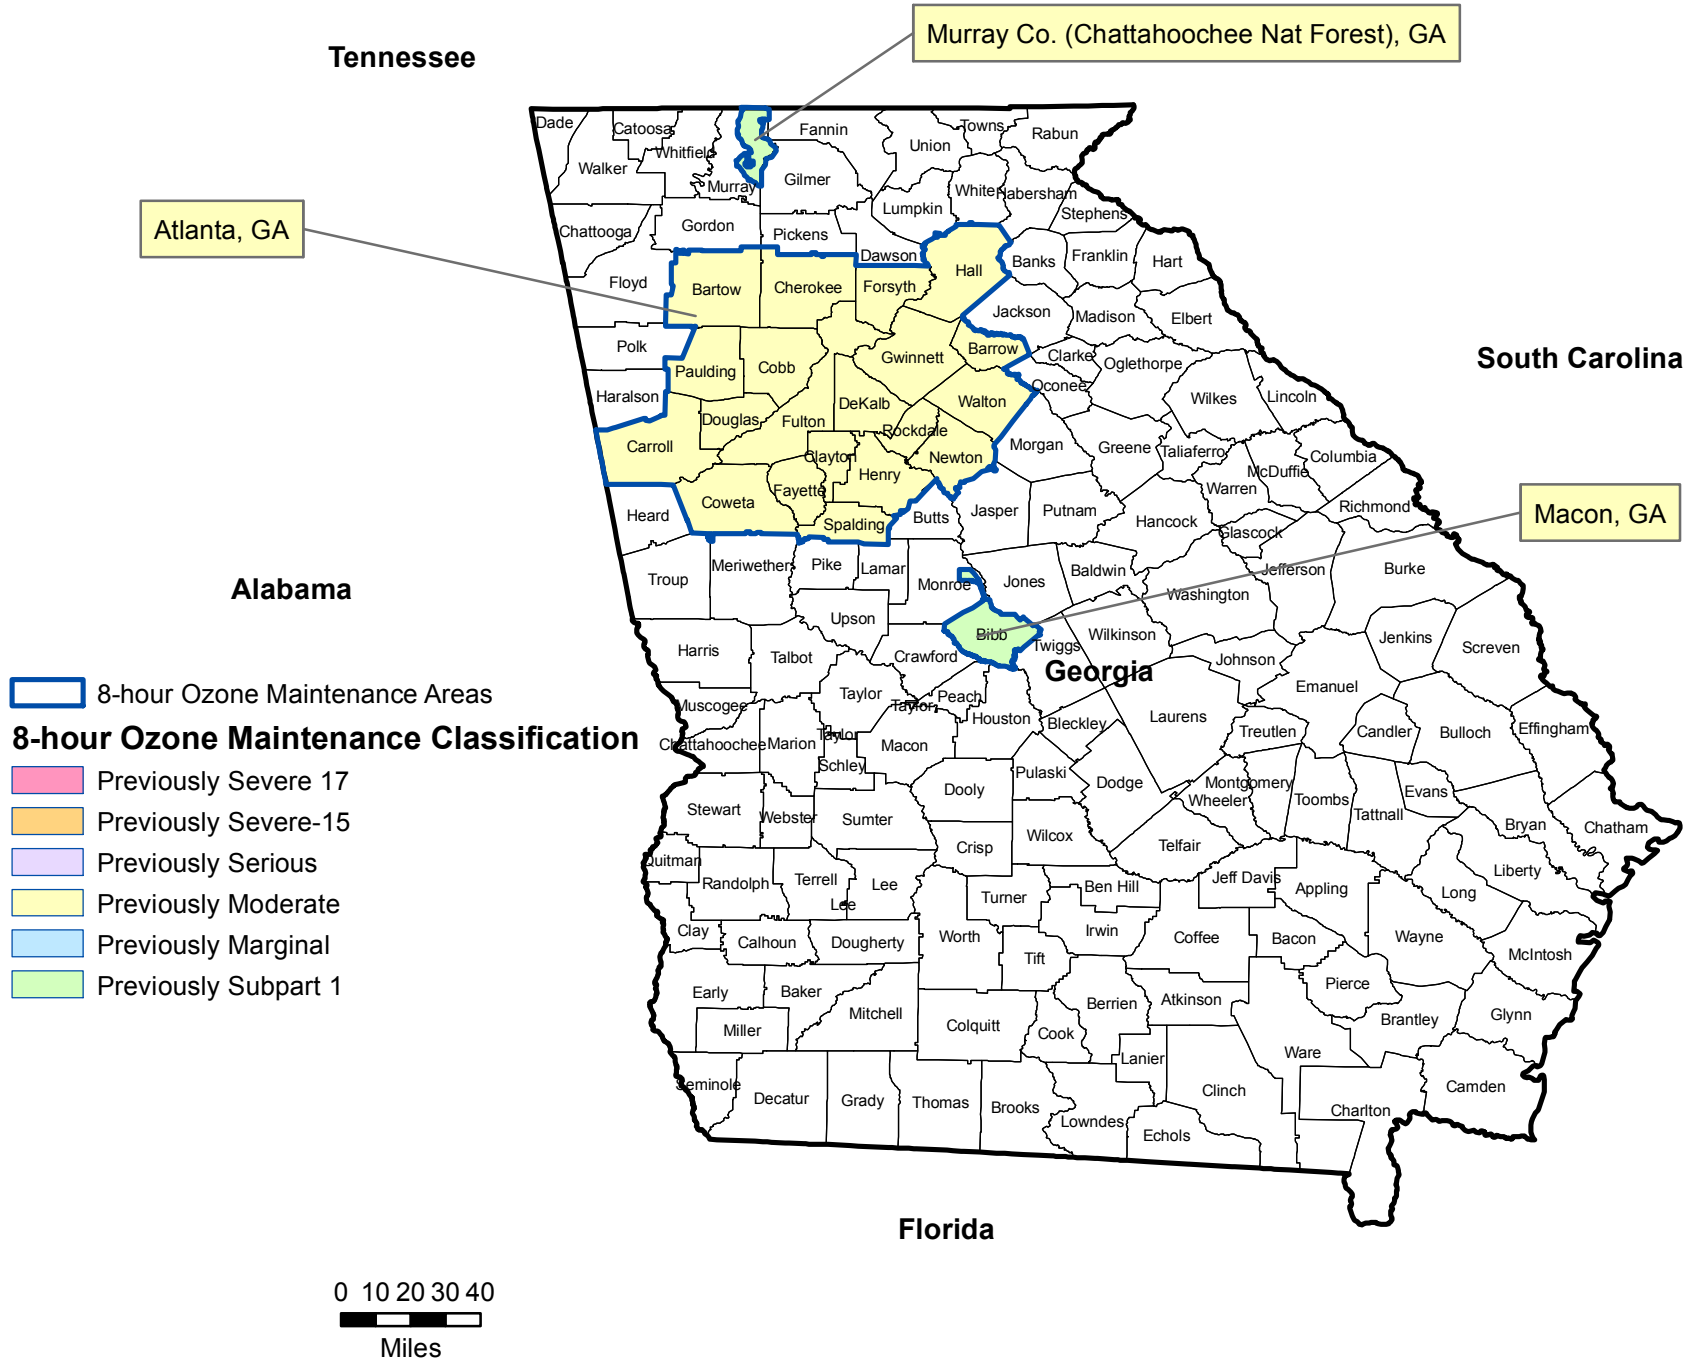 Murray Co. (Chattahoochee Nat Forest), GA
Tennessee
Dade
Catoosa
Whitfield
Walker
Murray
Fannin
Gilmer
Union
Towns
Rabun
White
Habersham
Lumpkin
Stephens
Atlanta, GA
Chattooga
Gordon
Pickens
Dawson
Floyd
Bartow
Cherokee
Forsyth
Hall
Banks
Franklin
Hart
Jackson
Madison
Elbert
Polk
Paulding
Cobb
Gwinnett
Barrow
Clarke
Oglethorpe
South Carolina
Haralson
Douglas
Fulton
DeKalb
Walton
Oconee
Wilkes
Lincoln
Carroll
Clayton
Rockdale
Newton
Morgan
Greene
Taliaferro
McDuffie
Columbia
Coweta
Fayette
Henry
Warren
Richmond
Macon, GA
Heard
Spalding
Butts
Jasper
Putnam
Hancock
Glascock
Alabama
Troup
Meriwether
Pike
Lamar
Monroe
Jones
Baldwin
Washington
Jefferson
Burke
Upson
Bibb
Twiggs
Wilkinson
Jenkins
Screven
Harris
Talbot
Crawford
Georgia
Johnson
Emanuel
8-hour Ozone Maintenance Areas
Muscogee
Taylor
Taylor
Peach
Houston
Bleckley
Laurens
Treutlen
Candler
Bulloch
Effingham
8-hour Ozone Maintenance Classification
Chattahoochee
Marion
Taylor
Macon
Schley
Pulaski
Dodge
Montgomery
Wheeler
Toombs
Tattnall
Evans
Previously Severe 17
Previously Severe-15
Stewart
Webster
Sumter
Dooly
Wilcox
Crisp
Telfair
Bryan
Chatham
Previously Serious
Quitman
Randolph
Terrell
Lee
Lee
Turner
Ben Hill
Jeff Davis
Appling
Long
Liberty
Previously Moderate
Clay
Calhoun
Dougherty
Worth
Irwin
Tift
Coffee
Bacon
Wayne
McIntosh
Previously Marginal
Previously Subpart 1
Early
Baker
Mitchell
Miller
Colquitt
Cook
Berrien
Atkinson
Pierce
Brantley
Glynn
Lanier
Ware
Seminole
Decatur
Grady
Thomas
Brooks
Lowndes
Echols
Clinch
Charlton
Camden
Florida
0 10 20 30 40
Miles